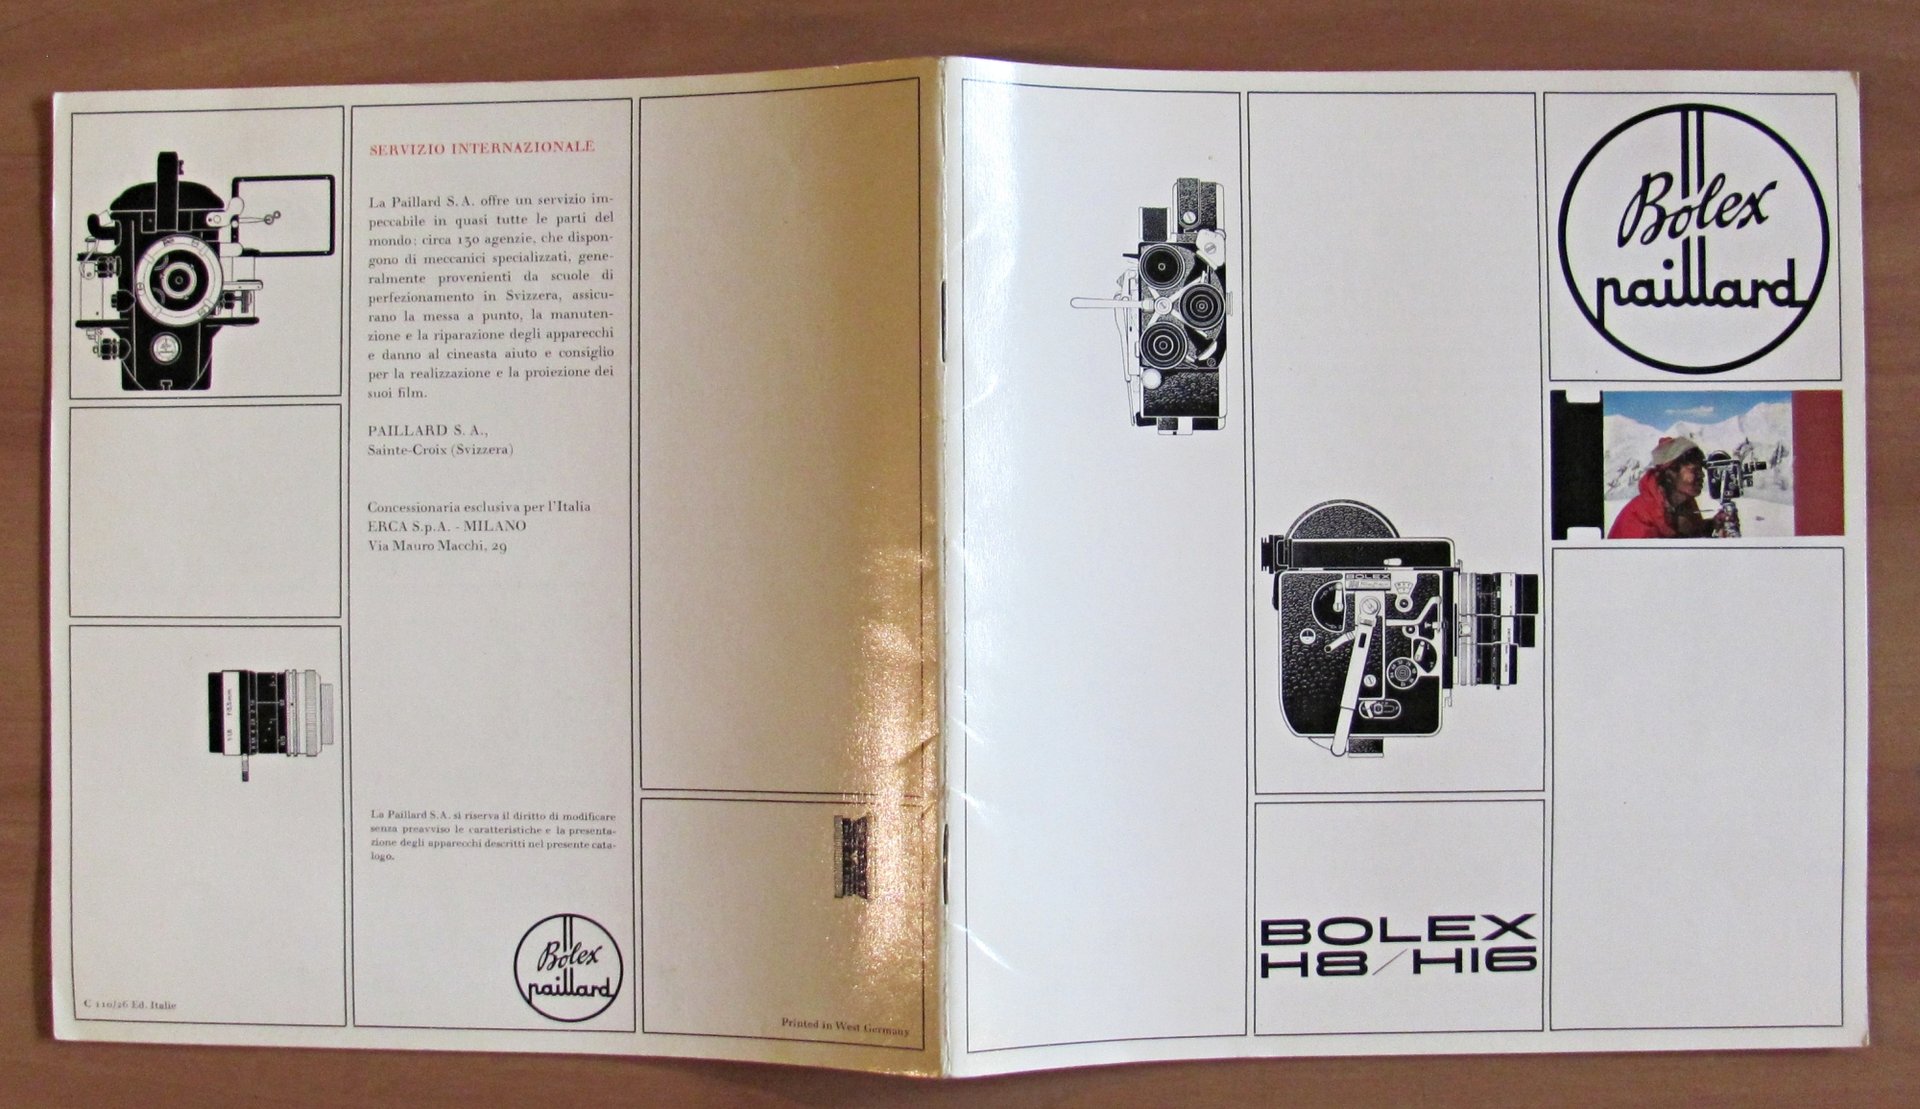 SERVIZIO INTERNAZIONALE
La Paillard S.A. offre un servizio im-
peccabile in quasi tutte le parti del
mondo: circa 130 agenzie, che dispon-
gono di meccanici specializzati, gene-
ralmente provenienti da scuole di
perfezionamento in Svizzera, assicu-
rano la messa a punto, la manuten-
zione e la riparazione degli apparecchi
e danno al cineasta aiuto e consiglio
per la realizzazione e la proiezione dei
suoi film.
PAILLARD S. A.,
Sainte-Croix (Svizzera)
Concessionaria esclusiva per l'Italia
ERCA S.p.A. - MILANO
Via Mauro Macchi, 29
La Paillard S.A. si riserva il diritto di modificare
senza preavviso le caratteristiche e la presenta-
zione degli apparecchi descritti nel presente cata-
logo.
Bolex
paillard
C 110/26 Ed. Italie
Printed in West Germany
Bolex
paillard
BOLEX
BOLEX
H8/H16